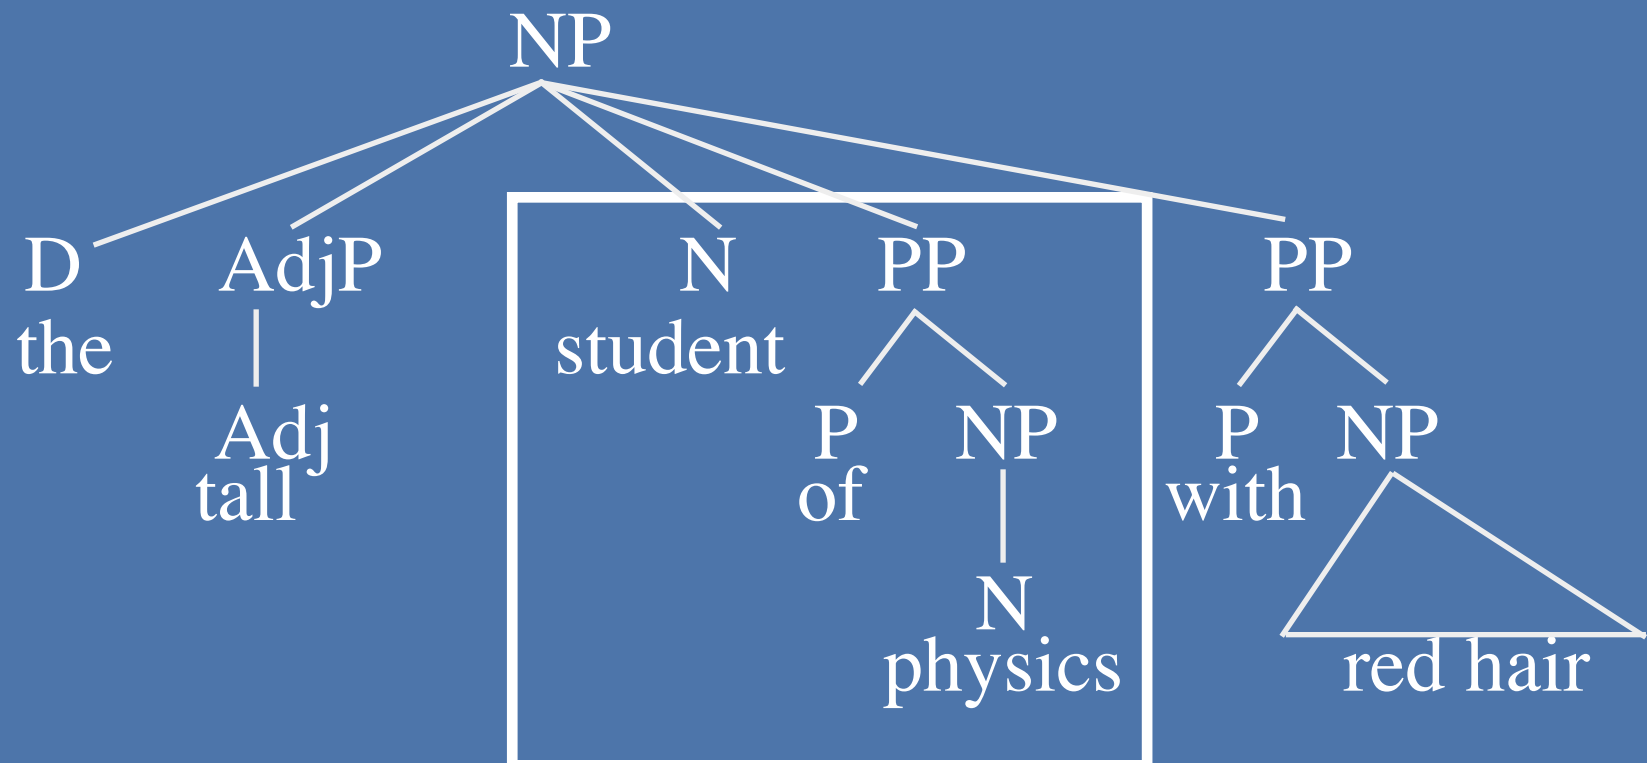 NP
D AdjP N PP PP
the student
Adj P NP P NP
tall of with
N
physics red hair